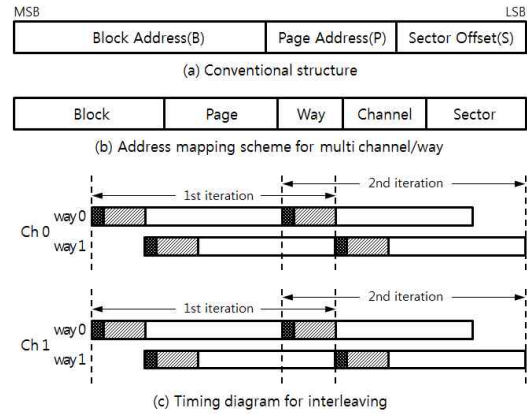 MSB LSB
Block Address(B) Page Address(P) Sector Offset(S)
(a) Conventional structure
Block Page Way Channel Sector
(b) Address mapping scheme for multi channel/way
2nd iteration
1st iteration
Ch 0
way 0
way 1
2nd iteration
1st iteration
Ch 1
way 0
way 1
(c) Timing diagram for interleaving